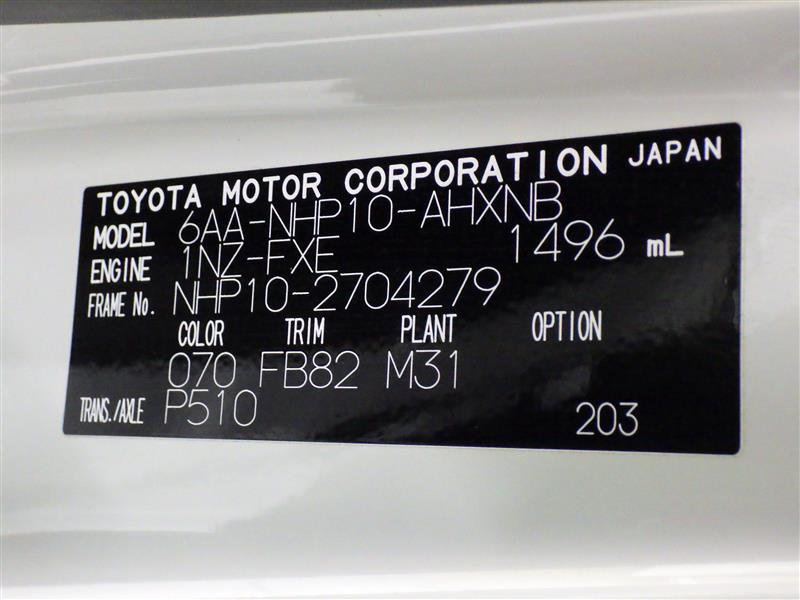 TOYOTA MOTOR CORPORATION JAPAN
MODEL 6AA-NHP10-AHXNB
ENGINE 1NZ-FXE 1496 mL
FRAME No. NHP10-2704279
COLOR TRIM PLANT OPTION
070 FB82 M31
TRANS./AXLE P510 203